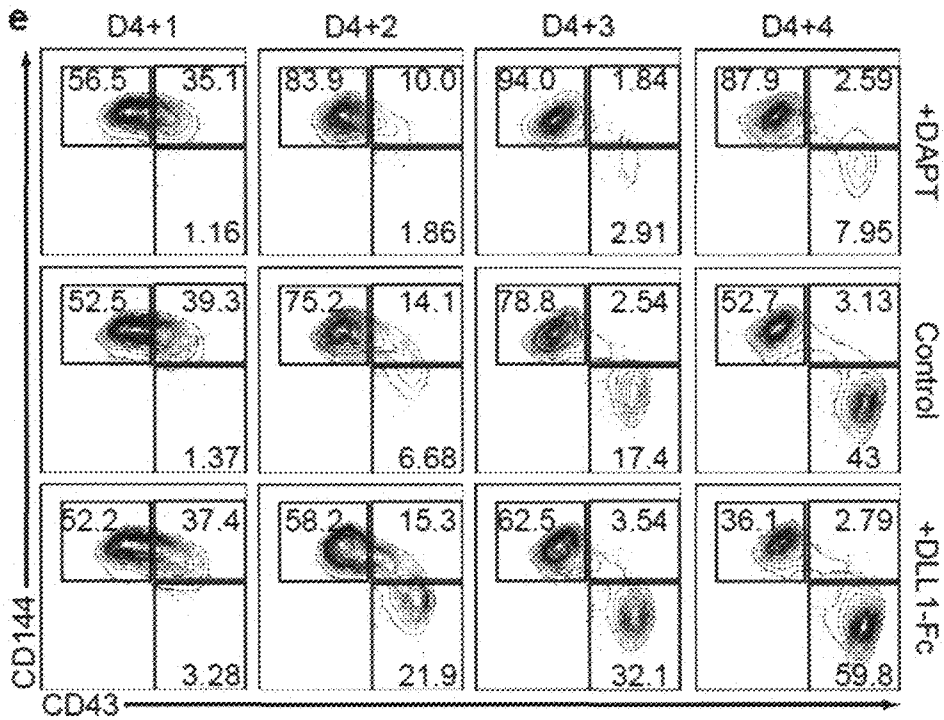 e
D4+1 D4+2 D4+3 D4+4
56.5 35.1 83.9 10.0 94.0 1.84 87.9 2.59
1.16 1.86 2.91 7.95
+DAPT
52.5 39.3 75.2 14.1 78.8 2.54 52.7 3.13
1.37 6.68 17.4 43
Control
52.2 37.4 58.2 15.3 62.5 3.54 36.1 2.79
3.28 21.9 32.1 59.8
+DLL1-Fc
CD144
CD43